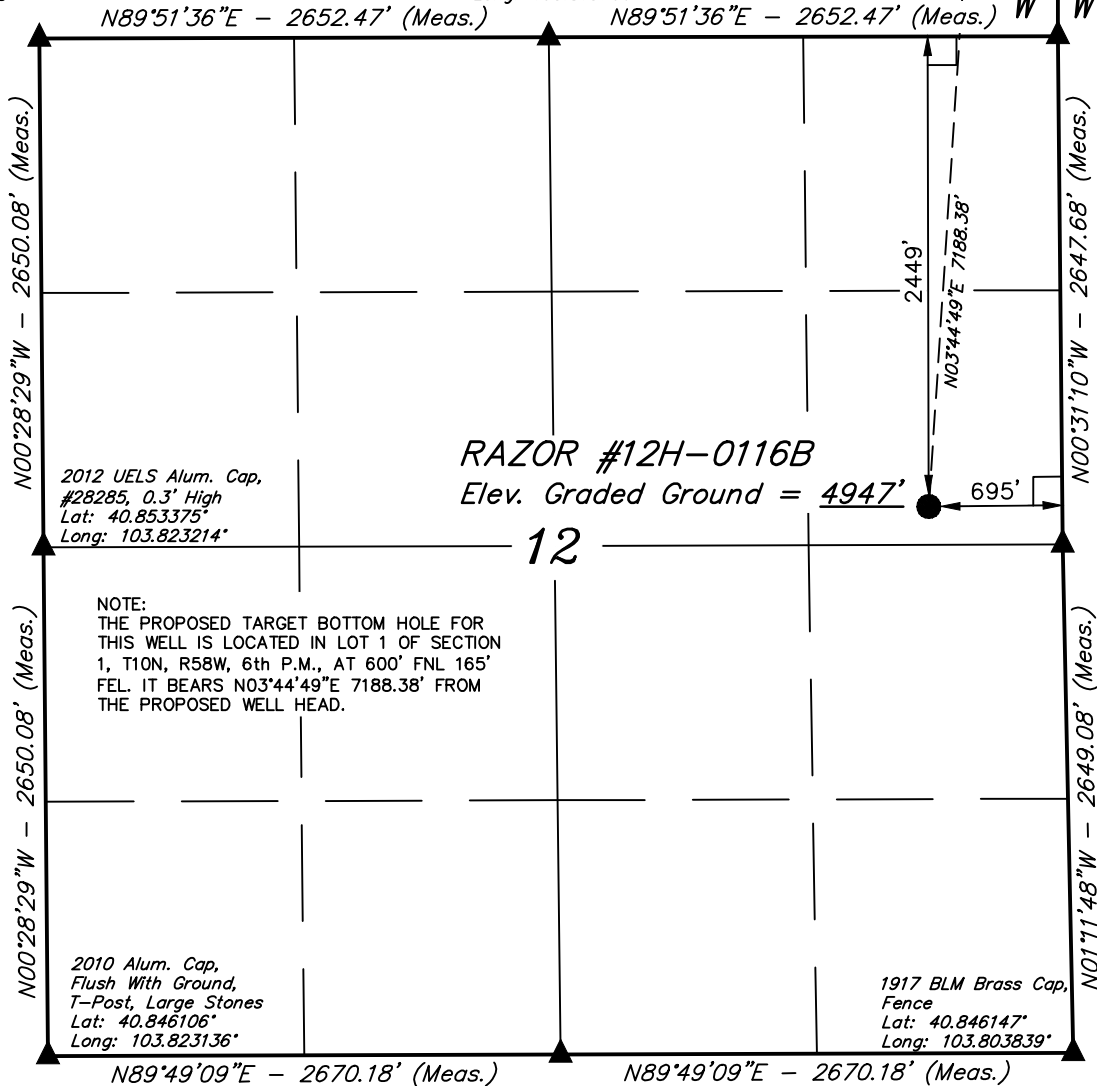 N89°51'36"E - 2652.47' (Meas.)
N89°51'36"E - 2652.47' (Meas.)
W
W
N00°28'29"W - 2650.08' (Meas.)
N00°31'10"W - 2647.68' (Meas.)
2449'
N03°44'49"E 7188.38'
RAZOR #12H-0116B
Elev. Graded Ground = 4947'
695'
2012 UELS Alum. Cap,
#28285, 0.3' High
Lat: 40.853375°
Long: 103.823214°
12
NOTE:
THE PROPOSED TARGET BOTTOM HOLE FOR
THIS WELL IS LOCATED IN LOT 1 OF SECTION
1, T10N, R58W, 6th P.M., AT 600' FNL 165'
FEL. IT BEARS N03°44'49"E 7188.38' FROM
THE PROPOSED WELL HEAD.
N00°28'29"W - 2650.08' (Meas.)
N01°11'48"W - 2649.08' (Meas.)
2010 Alum. Cap,
Flush With Ground,
T-Post, Large Stones
Lat: 40.846106°
Long: 103.823136°
1917 BLM Brass Cap,
Fence
Lat: 40.846147°
Long: 103.803839°
N89°49'09"E - 2670.18' (Meas.)
N89°49'09"E - 2670.18' (Meas.)